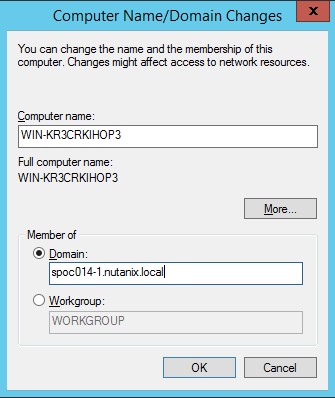 Computer Name/Domain Changes
x
You can change the name and the membership of this
computer. Changes might affect access to network resources.
Computer name:
WIN-KR3CRKIHOP3
Full computer name:
WIN-KR3CRKIHOP3
More...
Member of
Domain:
spoc014-1.nutanix.local
Workgroup:
WORKGROUP
OK
Cancel